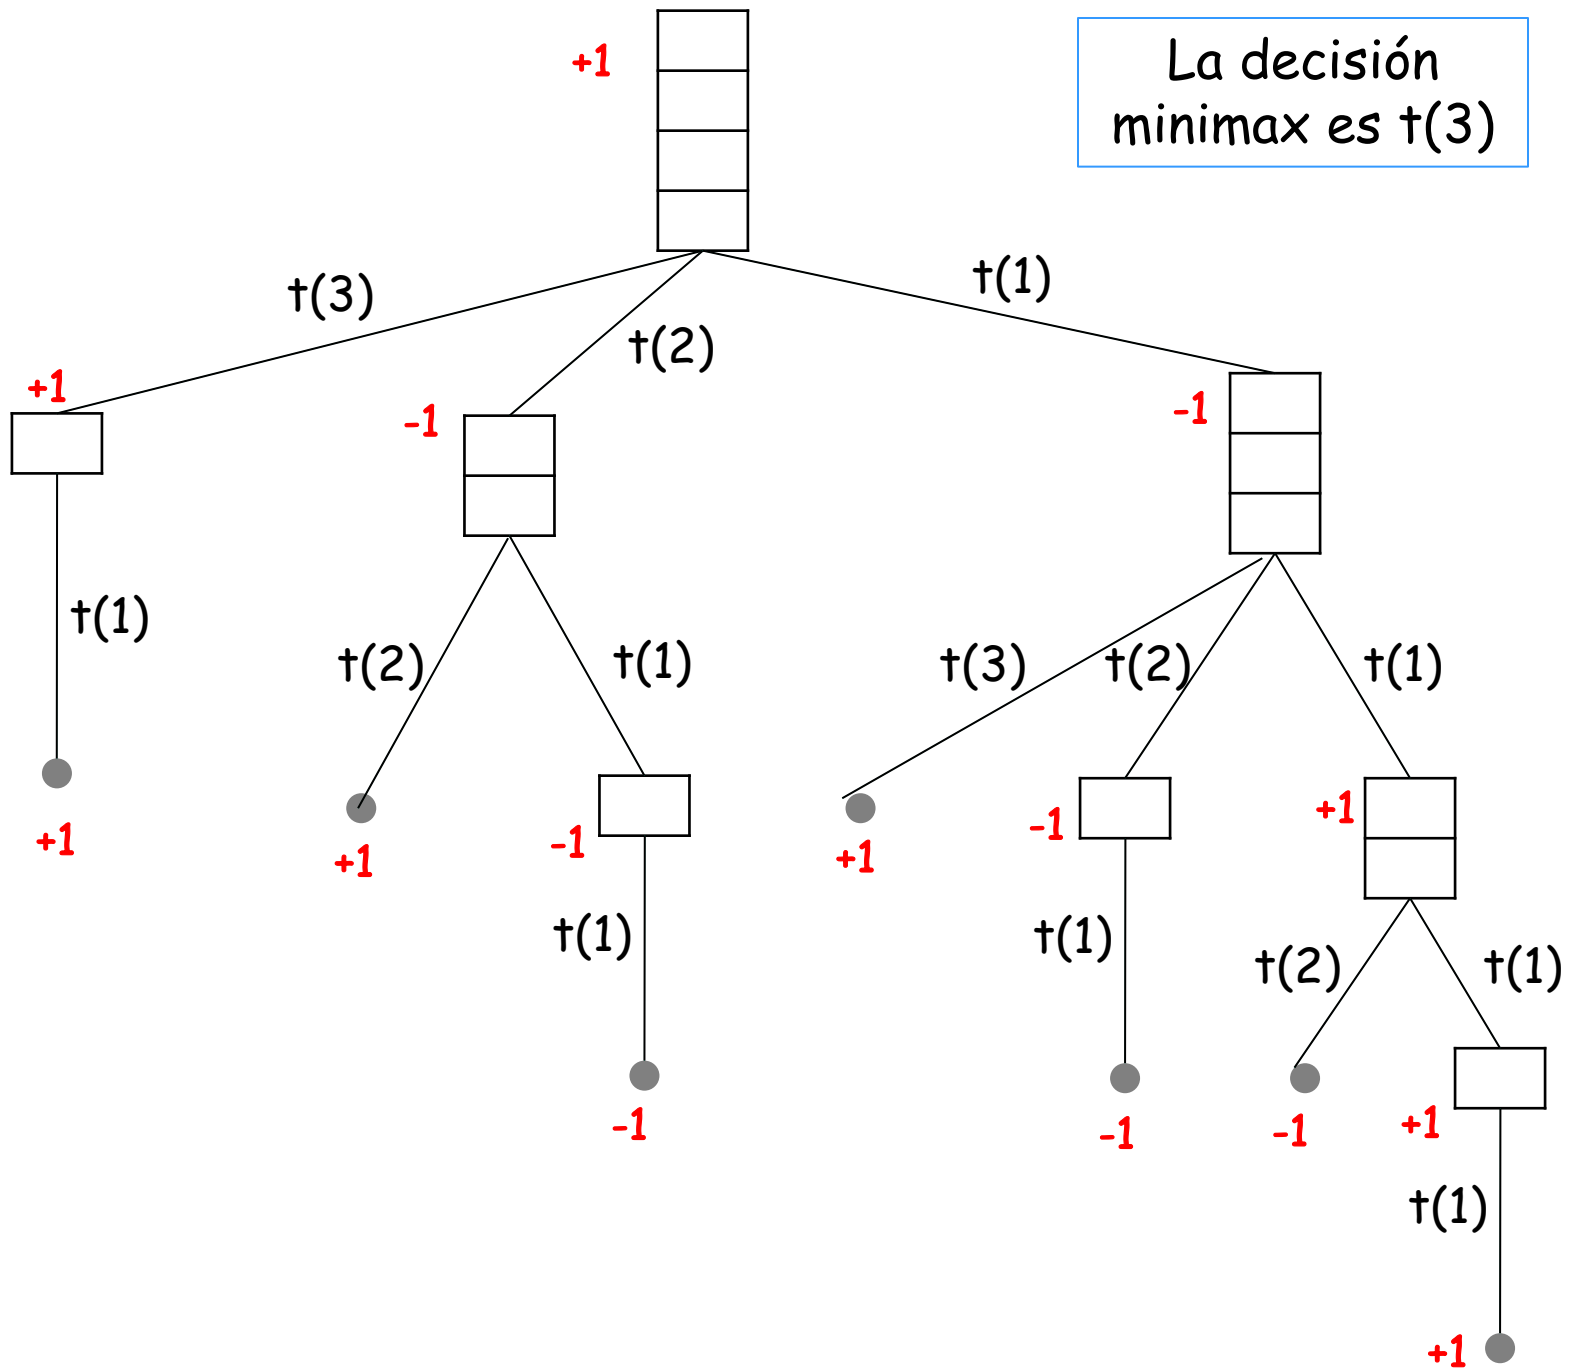 +1
La decisión
minimax es t(3)
t(3)
t(2)
t(1)
+1
-1
-1
t(1)
t(2)
t(1)
t(3)
t(2)
t(1)
+1
+1
-1
+1
-1
+1
t(1)
t(1)
t(2)
t(1)
-1
-1
-1
+1
t(1)
+1